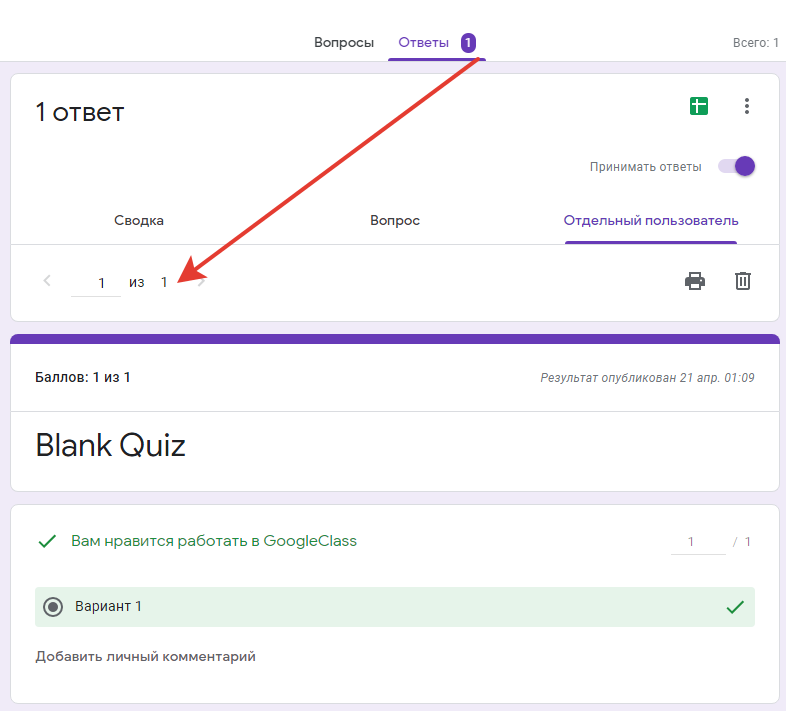 Вопросы Ответы 1 Всего: 1
1 ответ
Принимать ответы
Сводка Вопрос Отдельный пользователь
1 из 1
Баллов: 1 из 1 Результат опубликован 21 апр. 01:09
Blank Quiz
Вам нравится работать в GoogleClass 1 / 1
Вариант 1
Добавить личный комментарий